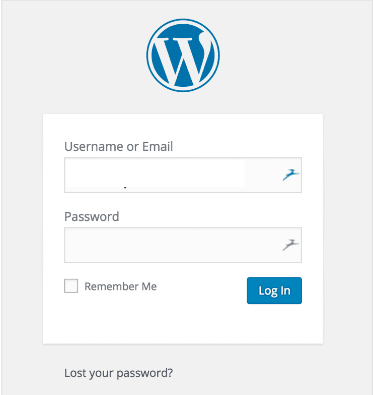 Username or Email
Password
Remember Me
Log In
Lost your password?